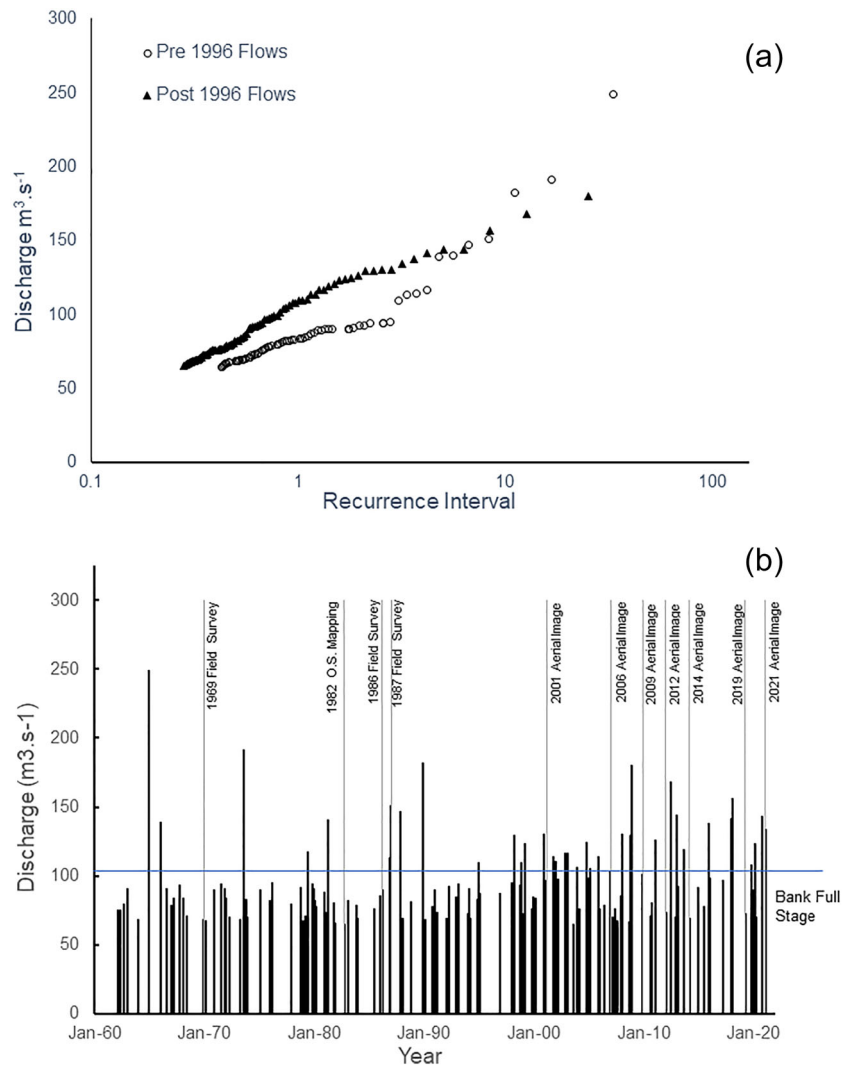 300
(a)
Pre 1996 Flows
250
Post 1996 Flows
200
Discharge m³.s⁻¹
150
100
50
0
0.1
1
10
100
Recurrence Interval
(b)
300
1969 Field Survey
1982 O.S. Mapping
1986 Field Survey
1987 Field Survey
2001 Aerial Image
2006 Aerial Image
2009 Aerial Image
2012 Aerial Image
2014 Aerial Image
2019 Aerial Image
2021 Aerial Image
250
200
Discharge (m3.s-1)
150
100
Bank Full
Stage
50
0
Jan-60
Jan-70
Jan-80
Jan-90
Jan-00
Jan-10
Jan-20
Year